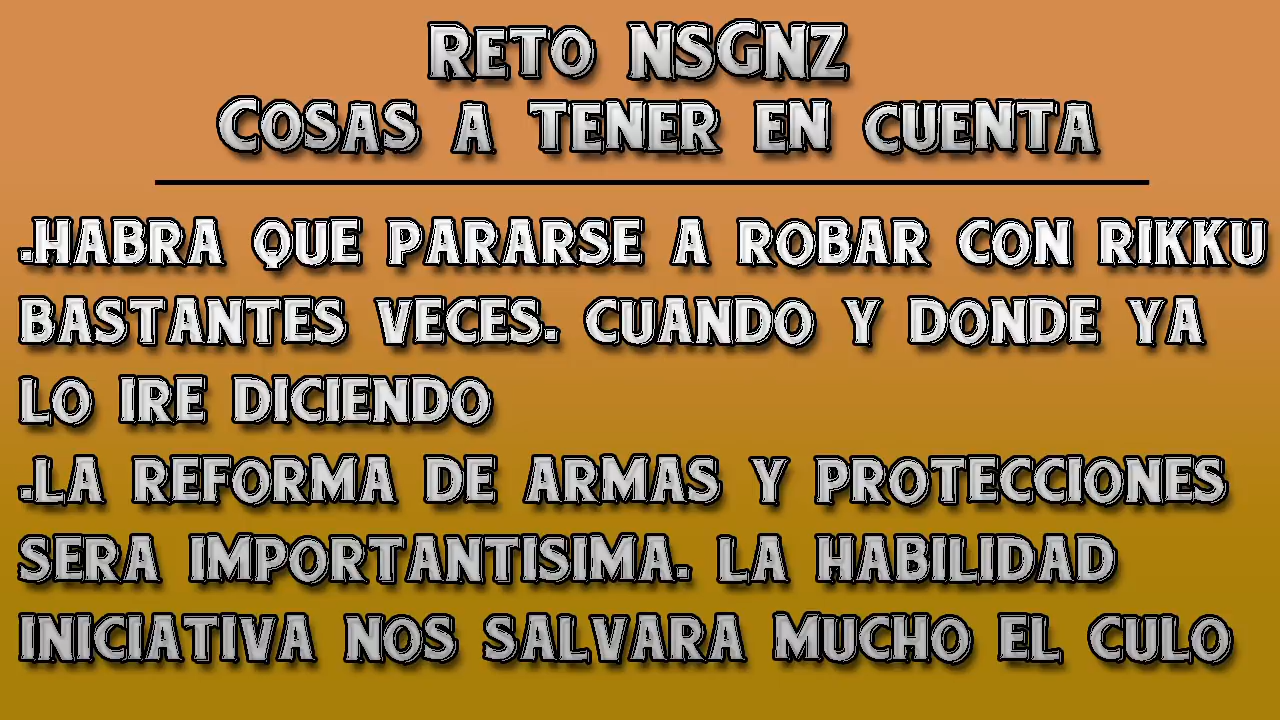 RETO NSGNZ
COSAS A TENER EN CUENTA
.HABRA QUE PARARSE A ROBAR CON RIKKU
BASTANTES VECES. CUANDO Y DONDE YA
LO IRE DICIENDO
.LA REFORMA DE ARMAS Y PROTECCIONES
SERA IMPORTANTISIMA. LA HABILIDAD
INICIATIVA NOS SALVARA MUCHO EL CULO